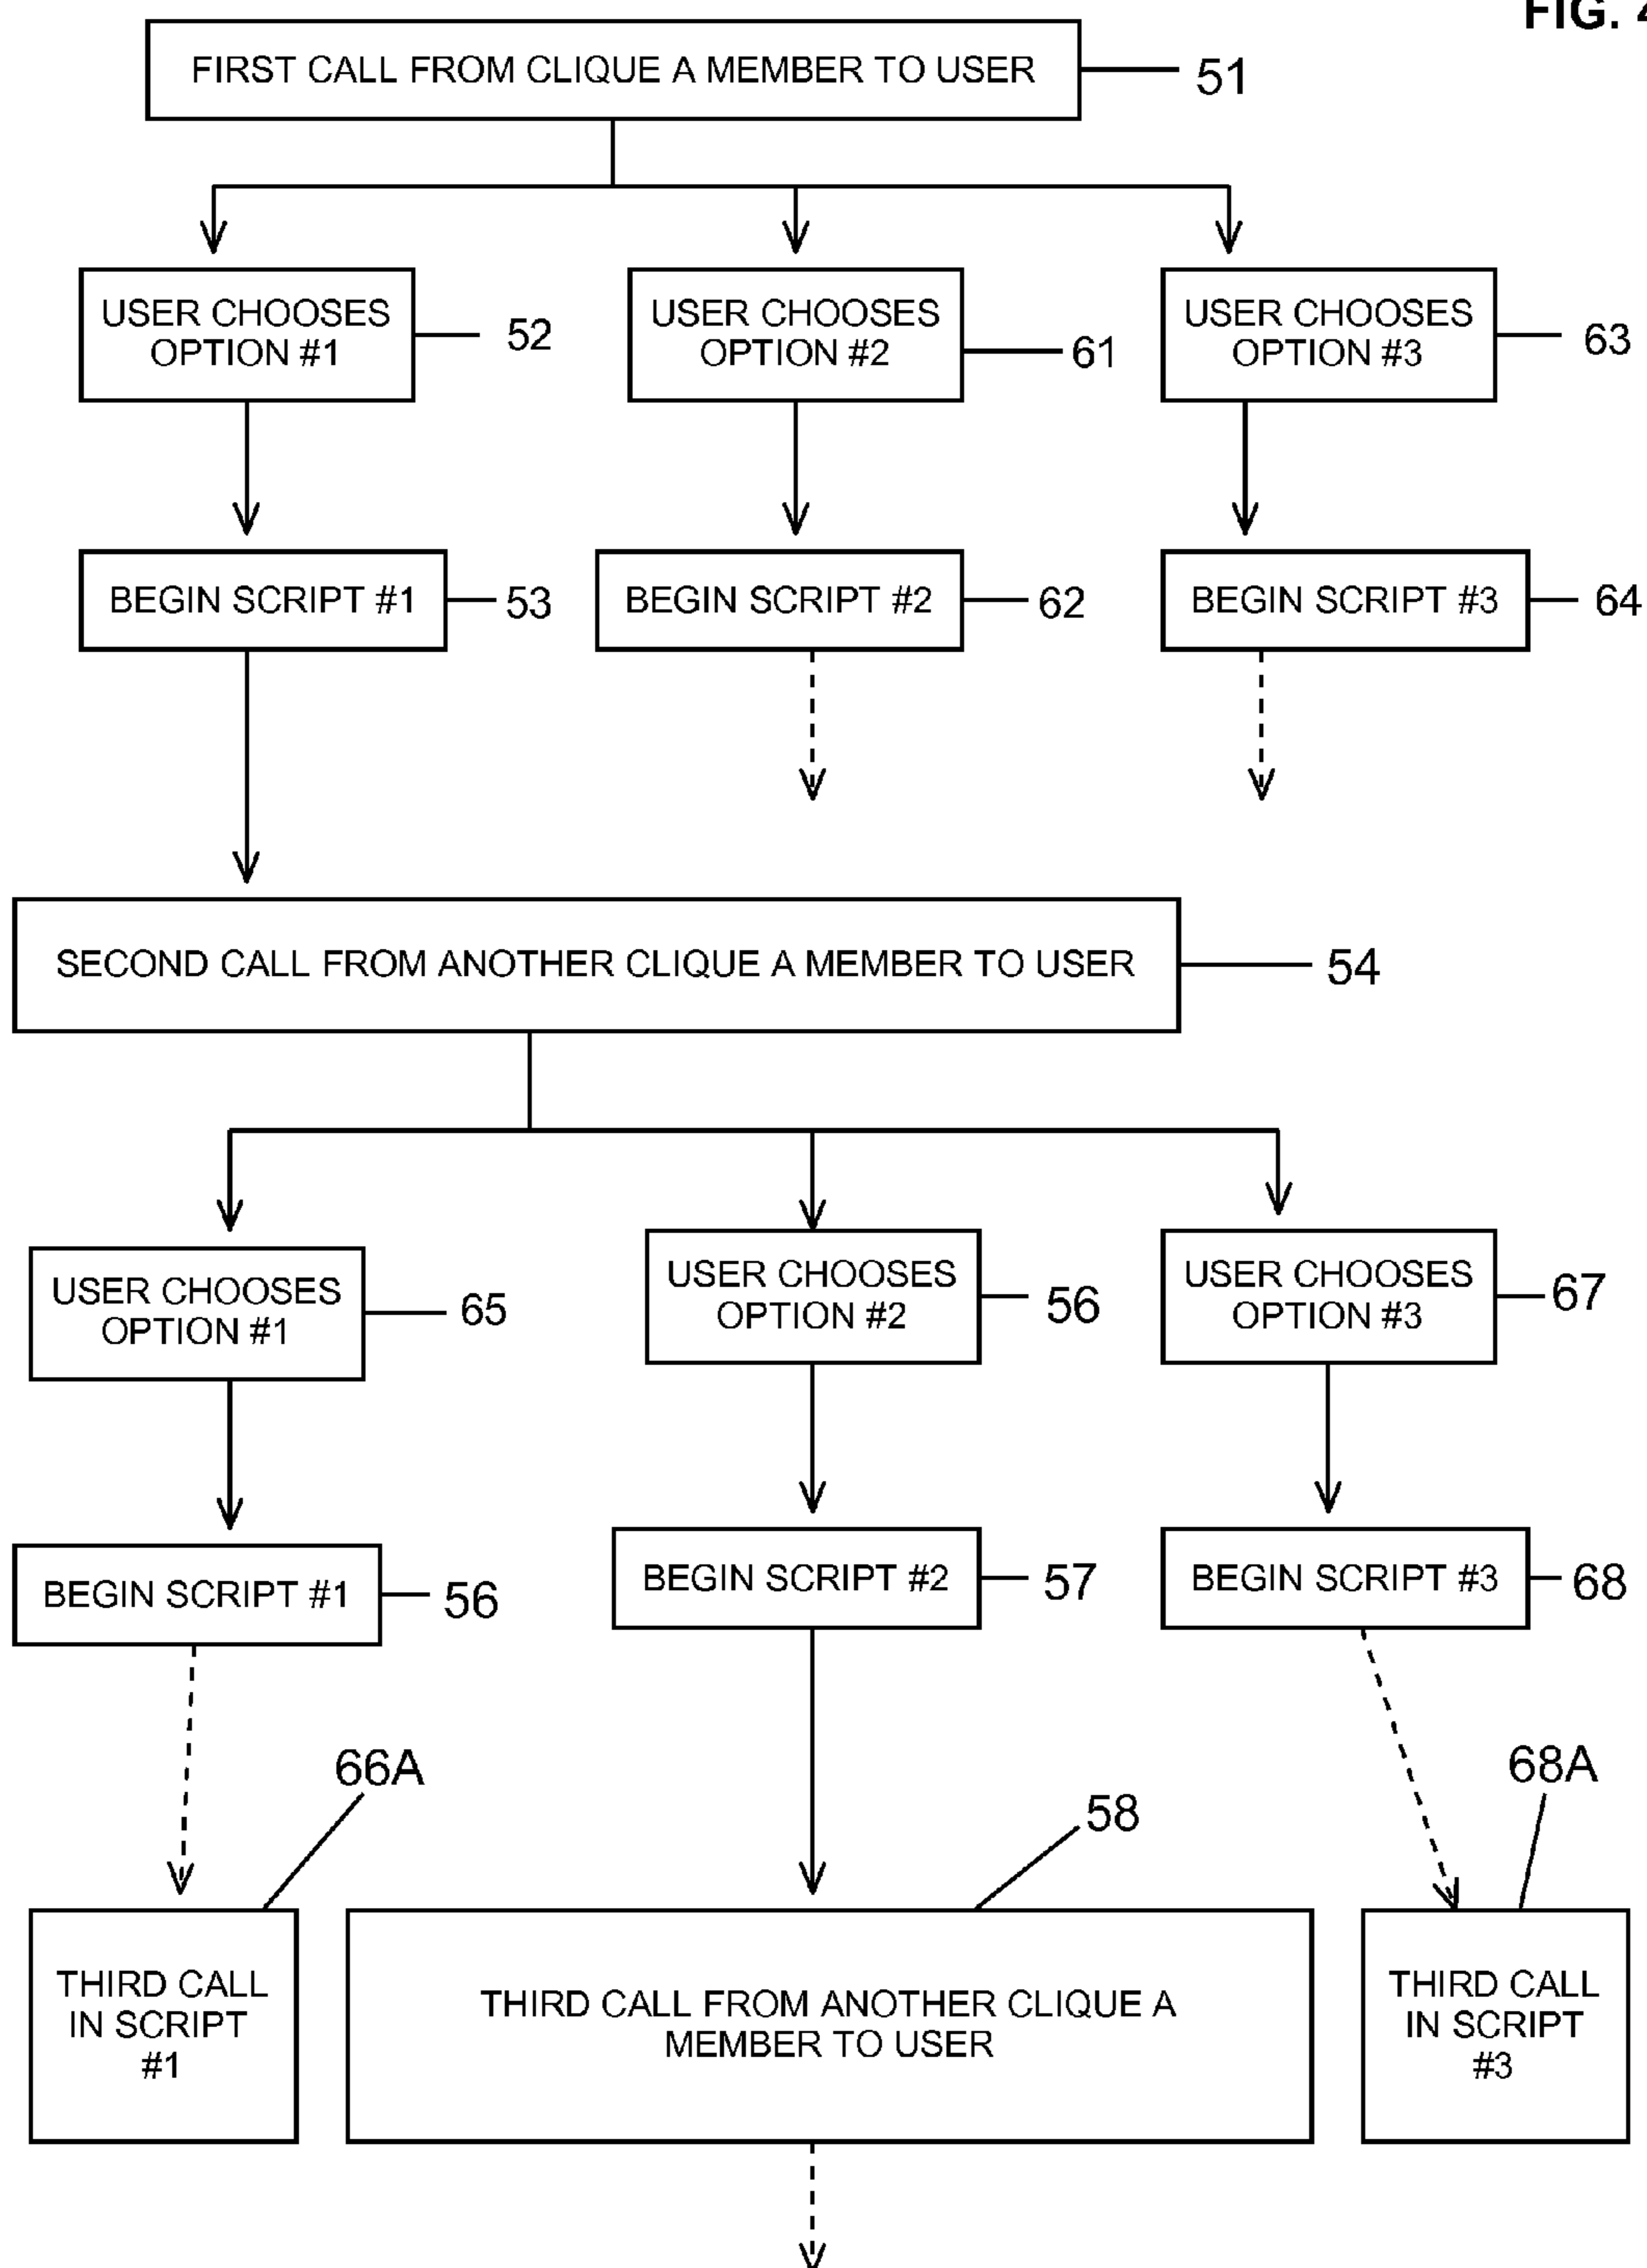 FIG. 4
FIRST CALL FROM CLIQUE A MEMBER TO USER
51
USER CHOOSES
OPTION #1
52
USER CHOOSES
OPTION #2
61
USER CHOOSES
OPTION #3
63
BEGIN SCRIPT #1
53
BEGIN SCRIPT #2
62
BEGIN SCRIPT #3
64
SECOND CALL FROM ANOTHER CLIQUE A MEMBER TO USER
54
USER CHOOSES
OPTION #1
65
USER CHOOSES
OPTION #2
56
USER CHOOSES
OPTION #3
67
BEGIN SCRIPT #1
56
BEGIN SCRIPT #2
57
BEGIN SCRIPT #3
68
66A
58
68A
THIRD CALL
IN SCRIPT
#1
THIRD CALL FROM ANOTHER CLIQUE A
MEMBER TO USER
THIRD CALL
IN SCRIPT
#3